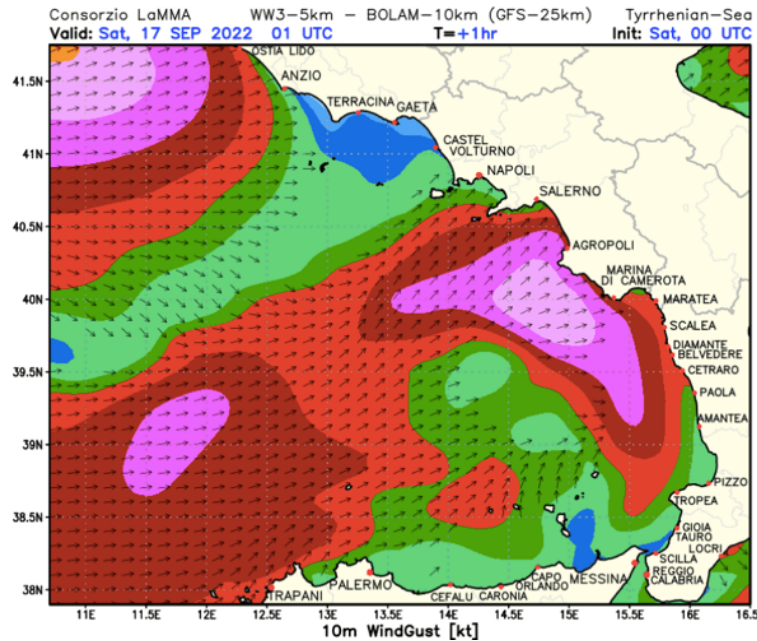 Consorzio LaMMA WW3-5km - BOLAM-10km (GFS-25km) Tyrrhenian-Sea
Valid: Sat, 17 SEP 2022 01 UTC T=+1hr Init: Sat, 00 UTC
OSTIA LIDO
41.5N
ANZIO
TERRACINA
GAETA
41N
CASTEL
VOLTURNO
NAPOLI
SALERNO
40.5N
AGROPOLI
MARINA
DI CAMEROTA
40N
MARATEA
SCALEA
DIAMANTE
BELVEDERE
39.5N
CETRARO
PAOLA
AMANTEA
39N
PIZZO
38.5N
TROPEA
GIOIA
TAURO
LOCRI
SCILLA
REGGIO
CALABRIA
MESSINA
CAPO
ORLANDO
CARONIA
CEFALU
PALERMO
TRAPANI
38N
11E 11.5E 12E 12.5E 13E 13.5E 14E 14.5E 15E 15.5E 16E 16.5E
10m WindGust [kt]